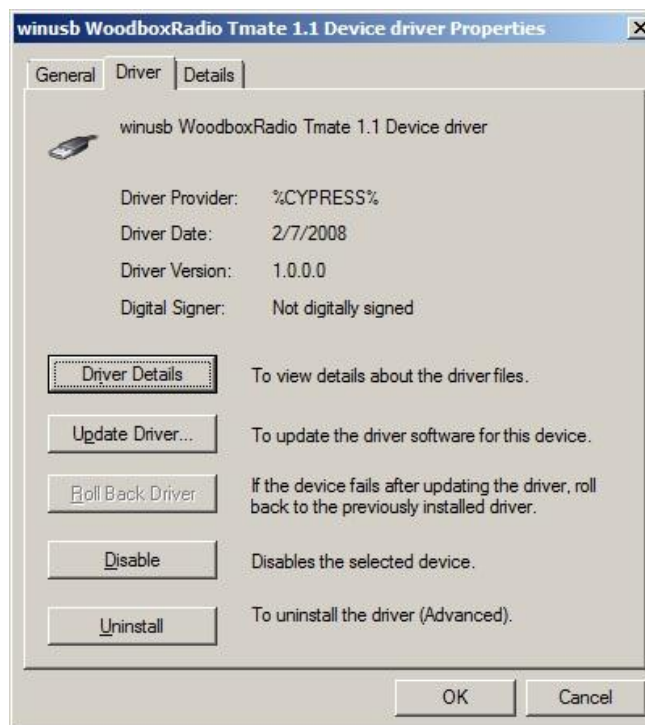 winusb WoodboxRadio Tmate 1.1 Device driver Properties
General Driver Details
winusb WoodboxRadio Tmate 1.1 Device driver
Driver Provider: %CYPRESS%
Driver Date: 2/7/2008
Driver Version: 1.0.0.0
Digital Signer: Not digitally signed
Driver Details To view details about the driver files.
Update Driver... To update the driver software for this device.
Roll Back Driver If the device fails after updating the driver, roll
back to the previously installed driver.
Disable Disables the selected device.
Uninstall To uninstall the driver (Advanced).
OK Cancel